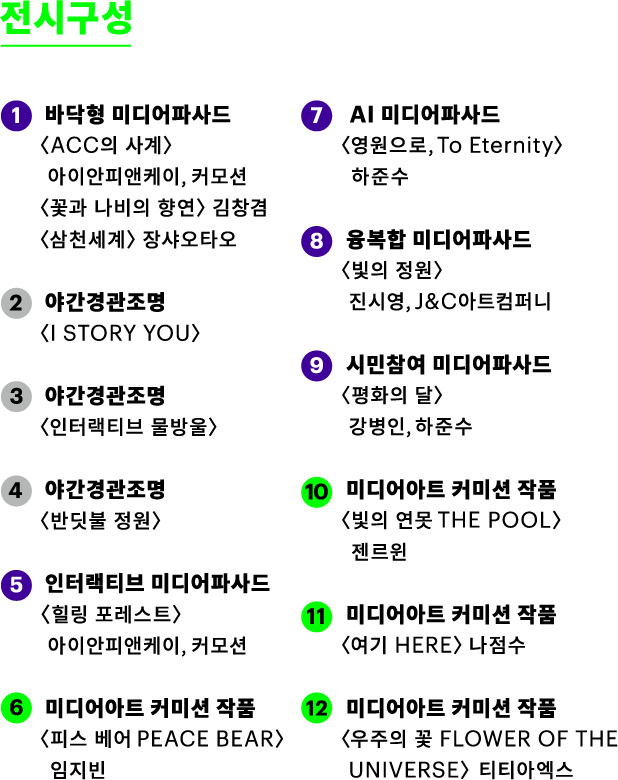 전시구성
1 바닥형 미디어파사드
〈ACC의 사계〉
아이안피앤케이, 커모션
〈꽃과 나비의 향연〉 김창겸
〈삼천세계〉 장샤오타오
2 야간경관조명
〈I STORY YOU〉
3 야간경관조명
〈인터랙티브 물방울〉
4 야간경관조명
〈반딧불 정원〉
5 인터랙티브 미디어파사드
〈힐링 포레스트〉
아이안피앤케이, 커모션
6 미디어아트 커미션 작품
〈피스 베어 PEACE BEAR〉
임지빈
7 AI 미디어파사드
〈영원으로, To Eternity〉
하준수
8 융복합 미디어파사드
〈빛의 정원〉
진시영, J&C아트컴퍼니
9 시민참여 미디어파사드
〈평화의 달〉
강병인, 하준수
10 미디어아트 커미션 작품
〈빛의 연못 THE POOL〉
젠르윈
11 미디어아트 커미션 작품
〈여기 HERE〉 나점수
12 미디어아트 커미션 작품
〈우주의 꽃 FLOWER OF THE
UNIVERSE〉 티티아엑스